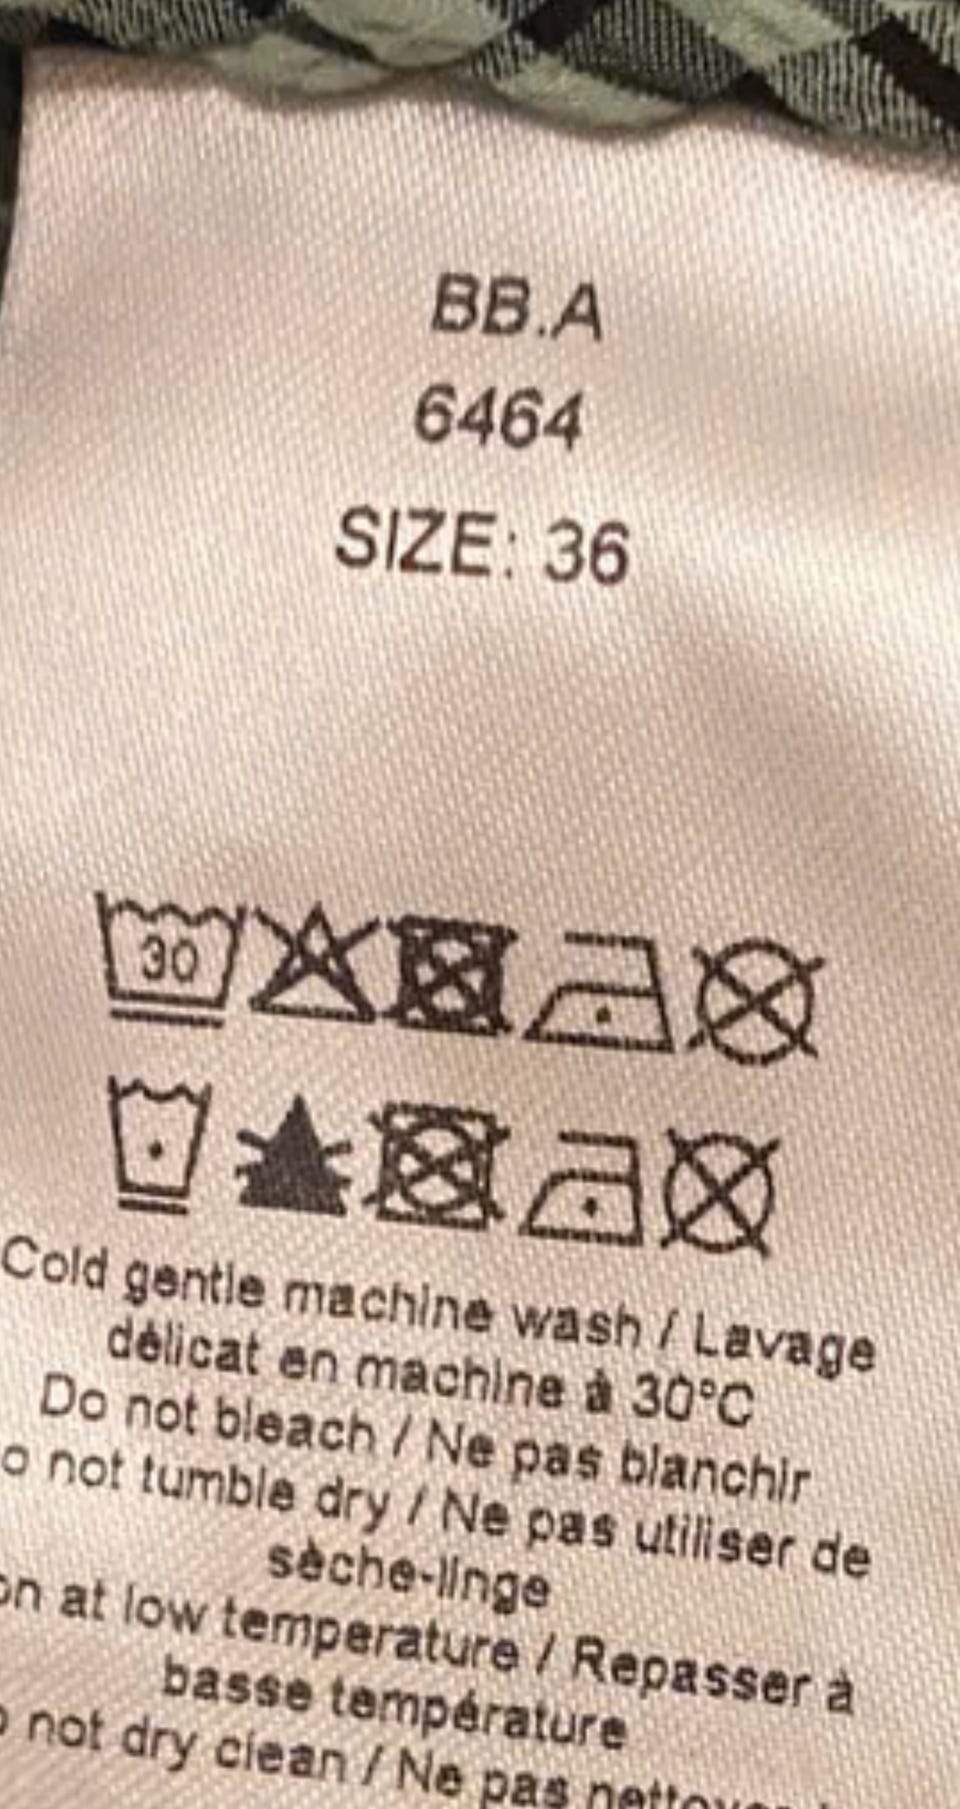 BB.A
6464
SIZE: 36
30
Cold gentle machine wash / Lavage
délicat en machine à 30°C
Do not bleach / Ne pas blanchir
not tumble dry / Ne pas utiliser de
sèche-linge
at low temperature / Repasser à
basse température
not dry clean / Ne pas